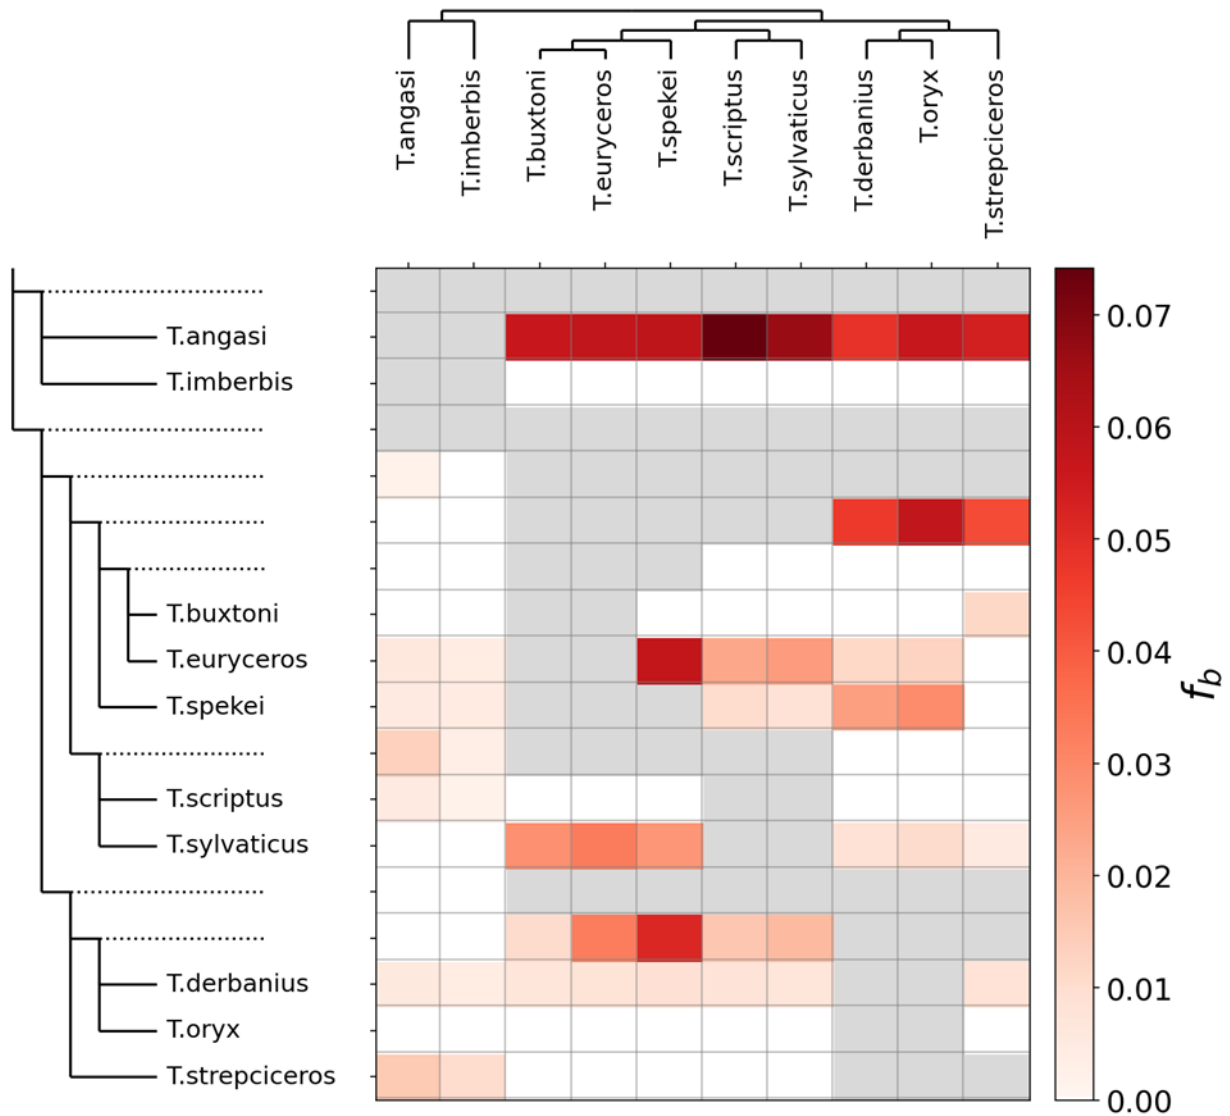 T.angasi
T.imberbis
T.buxtoni
T.euryceros
T.spekei
T.scriptus
T.sylvaticus
T.derbanius
T.oryx
T.strepciceros
T.angasi
T.imberbis
T.buxtoni
T.euryceros
T.spekei
T.scriptus
T.sylvaticus
T.derbanius
T.oryx
T.strepciceros
0.07
0.06
0.05
0.04
0.03
0.02
0.01
0.00
f_b